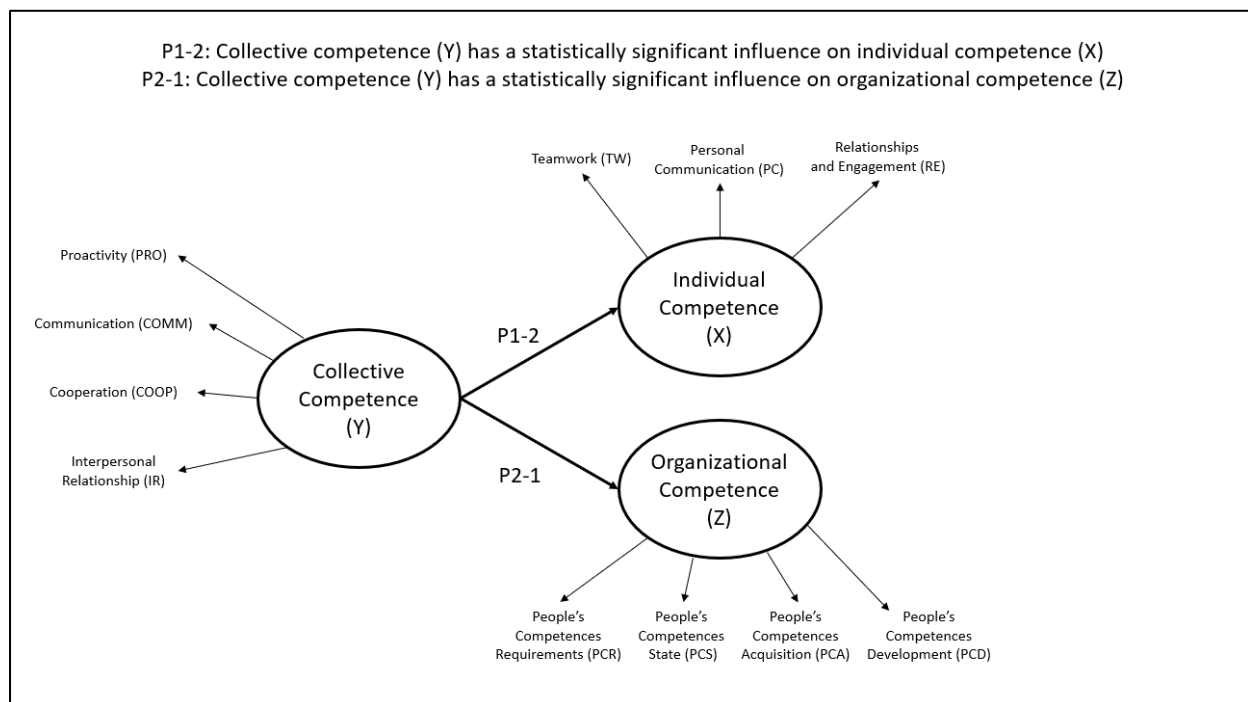 P1-2: Collective competence (Y) has a statistically significant influence on individual competence (X)
P2-1: Collective competence (Y) has a statistically significant influence on organizational competence (Z)
Teamwork (TW)
Personal
Communication (PC)
Relationships
and Engagement (RE)
Proactivity (PRO)
Communication (COMM)
Cooperation (COOP)
Interpersonal
Relationship (IR)
Collective
Competence
(Y)
P1-2
P2-1
Individual
Competence
(X)
Organizational
Competence
(Z)
People’s
Competences
Requirements (PCR)
People’s
Competences
State (PCS)
People’s
Competences
Acquisition (PCA)
People’s
Competences
Development (PCD)